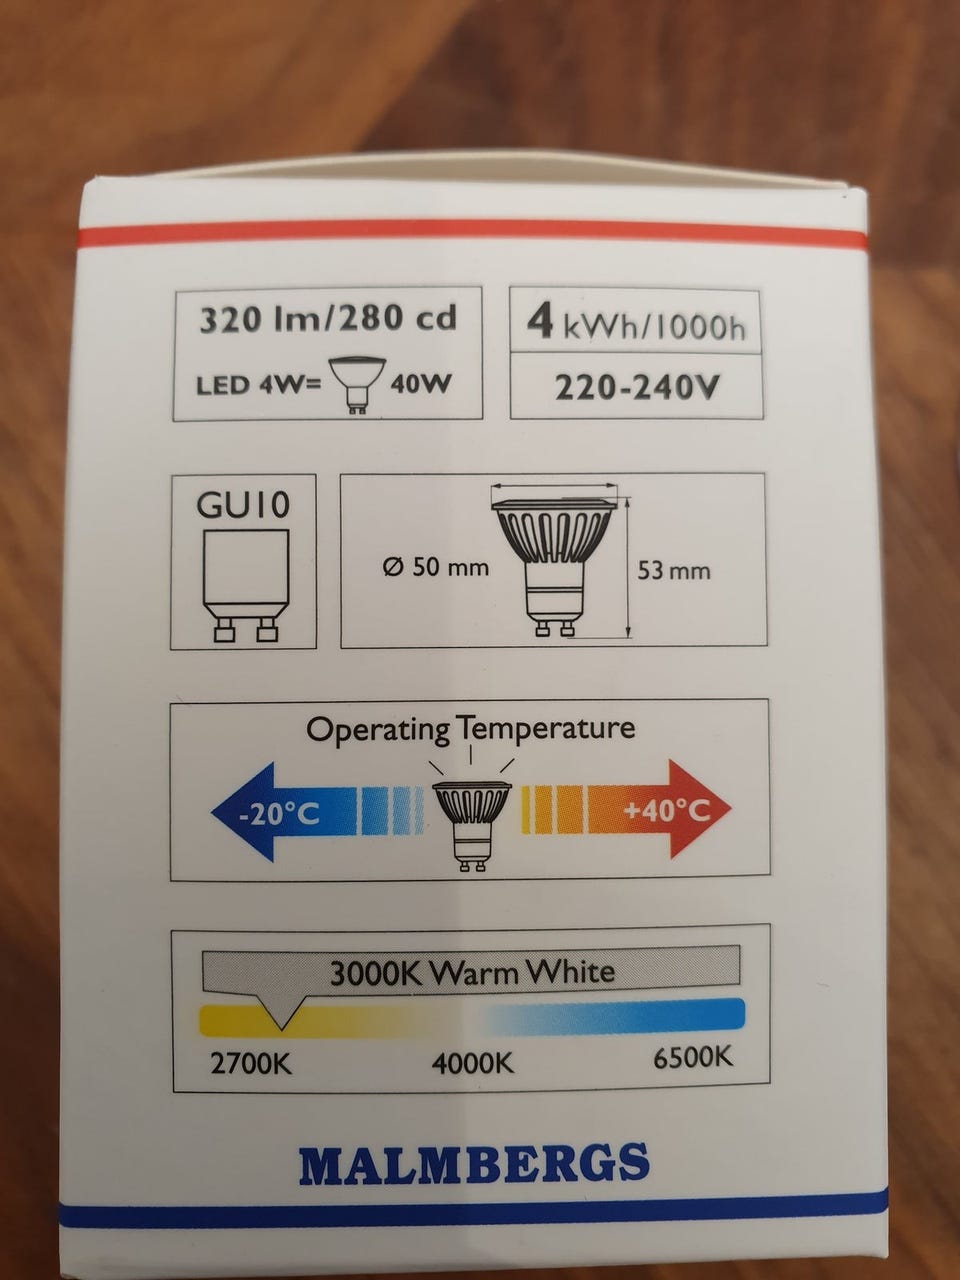 320 lm/280 cd
LED 4W= 40W
4 kWh/1000h
220-240V
GU10
Ø 50 mm
53 mm
Operating Temperature
-20°C
+40°C
3000K Warm White
2700K 4000K 6500K
MALMBERGS